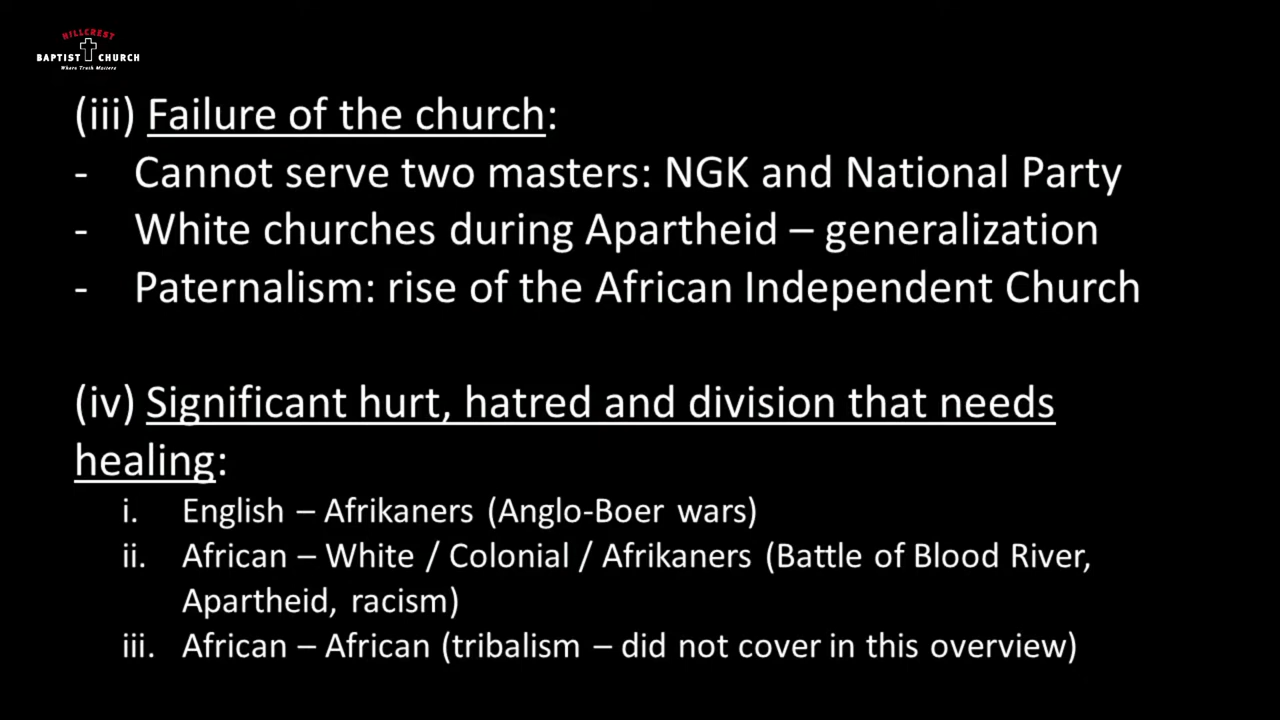 HILLCREST
BAPTIST CHURCH
Where Truth Matters
(iii) Failure of the church:
- Cannot serve two masters: NGK and National Party
- White churches during Apartheid – generalization
- Paternalism: rise of the African Independent Church
(iv) Significant hurt, hatred and division that needs
healing:
i. English – Afrikaners (Anglo-Boer wars)
ii. African – White / Colonial / Afrikaners (Battle of Blood River,
Apartheid, racism)
iii. African – African (tribalism – did not cover in this overview)